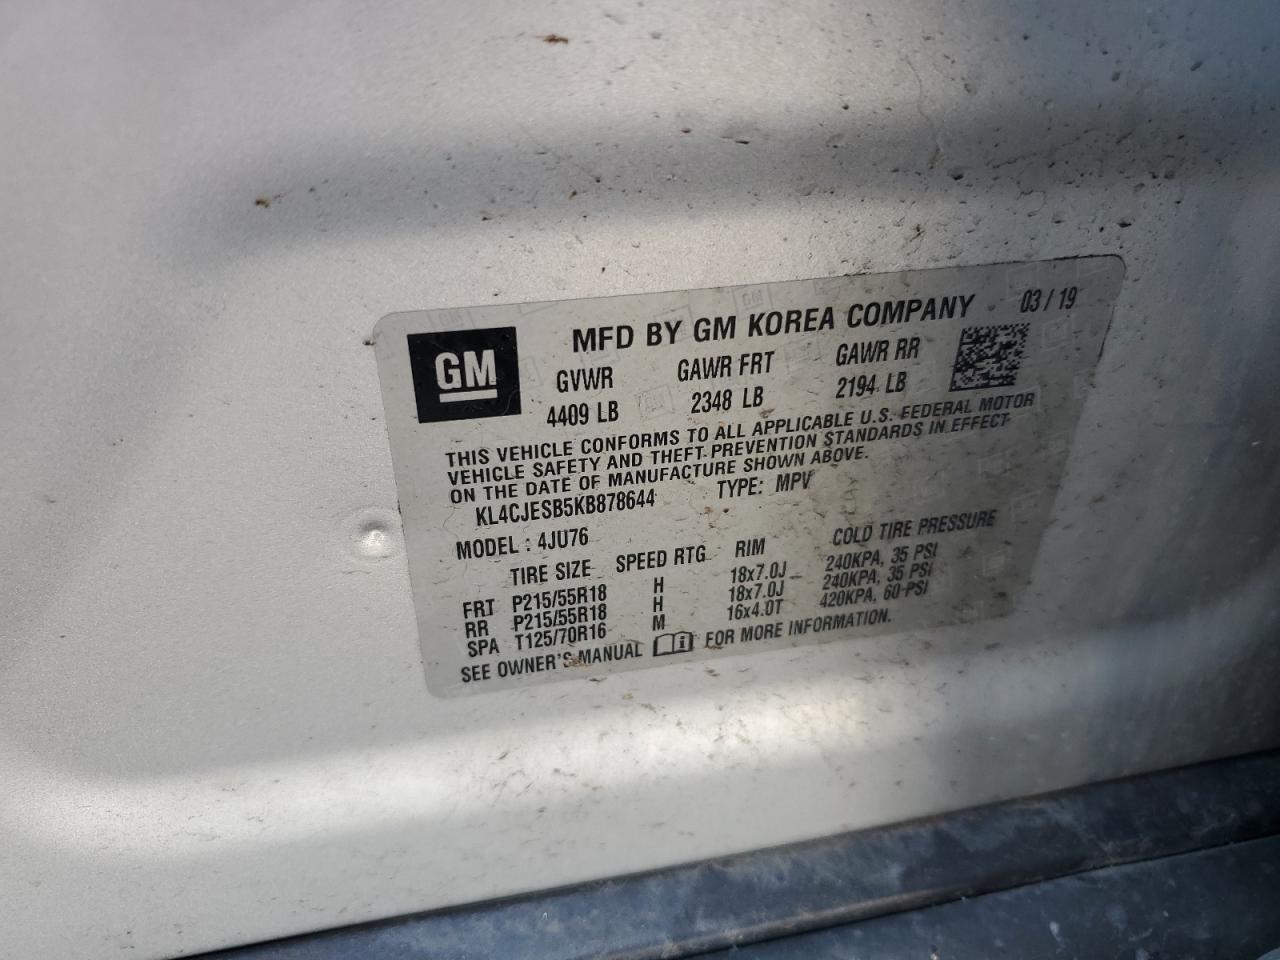 GM
MFD BY GM KOREA COMPANY 03/19
GVWR GAWR FRT GAWR RR
4409 LB 2348 LB 2194 LB
THIS VEHICLE CONFORMS TO ALL APPLICABLE U.S. FEDERAL MOTOR
VEHICLE SAFETY AND THEFT PREVENTION STANDARDS IN EFFECT
ON THE DATE OF MANUFACTURE SHOWN ABOVE.
KL4CJESB5KB878644 TYPE: MPV
MODEL : 4JU76
TIRE SIZE SPEED RTG RIM COLD TIRE PRESSURE
FRT P215/55R18 H 18x7.0J 240KPA, 35 PSI
RR P215/55R18 H 18x7.0J 240KPA, 35 PSI
SPA T125/70R16 M 16x4.0T 420KPA, 60 PSI
SEE OWNER'S MANUAL i FOR MORE INFORMATION.